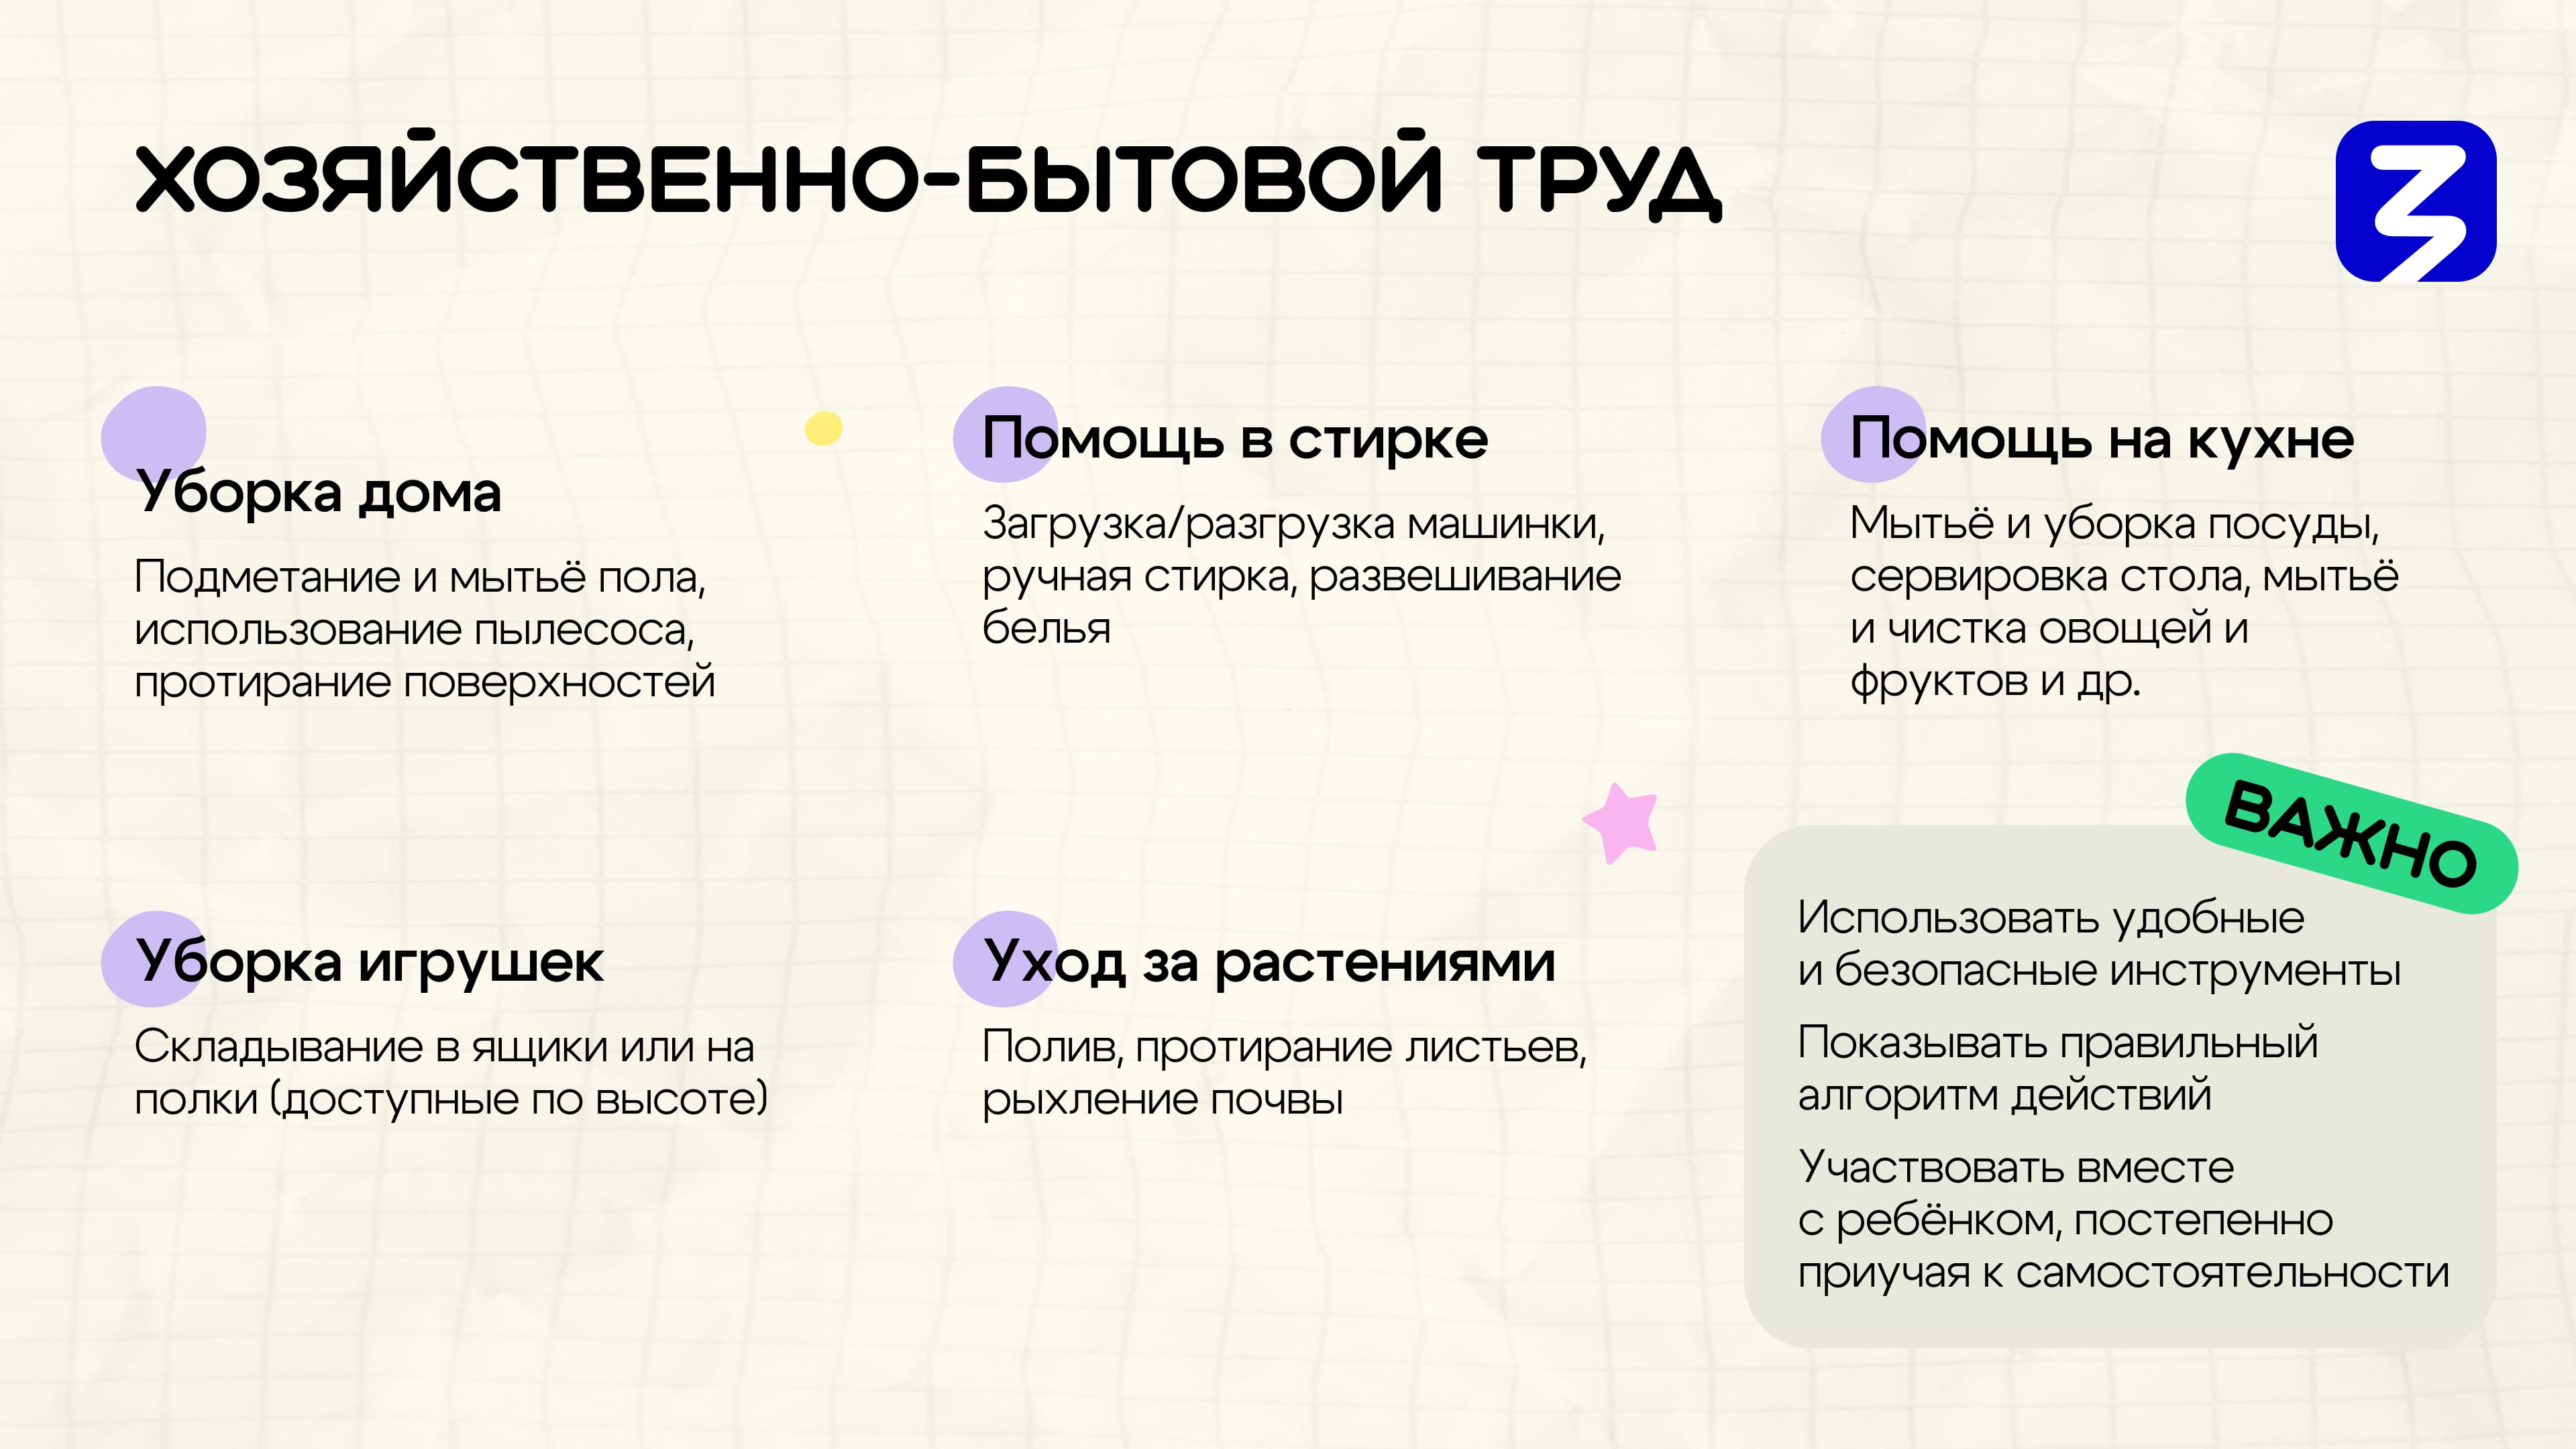 ХОЗЯЙСТВЕННО-БЫТОВОЙ ТРУД
Уборка дома
Подметание и мытьё пола,
использование пылесоса,
протирание поверхностей
Помощь в стирке
Загрузка/разгрузка машинки,
ручная стирка, развешивание
белья
Помощь на кухне
Мытьё и уборка посуды,
сервировка стола, мытьё
и чистка овощей и
фруктов и др.
Уборка игрушек
Складывание в ящики или на
полки (доступные по высоте)
Уход за растениями
Полив, протирание листьев,
рыхление почвы
ВАЖНО
Использовать удобные
и безопасные инструменты
Показывать правильный
алгоритм действий
Участвовать вместе
с ребёнком, постепенно
приучая к самостоятельности